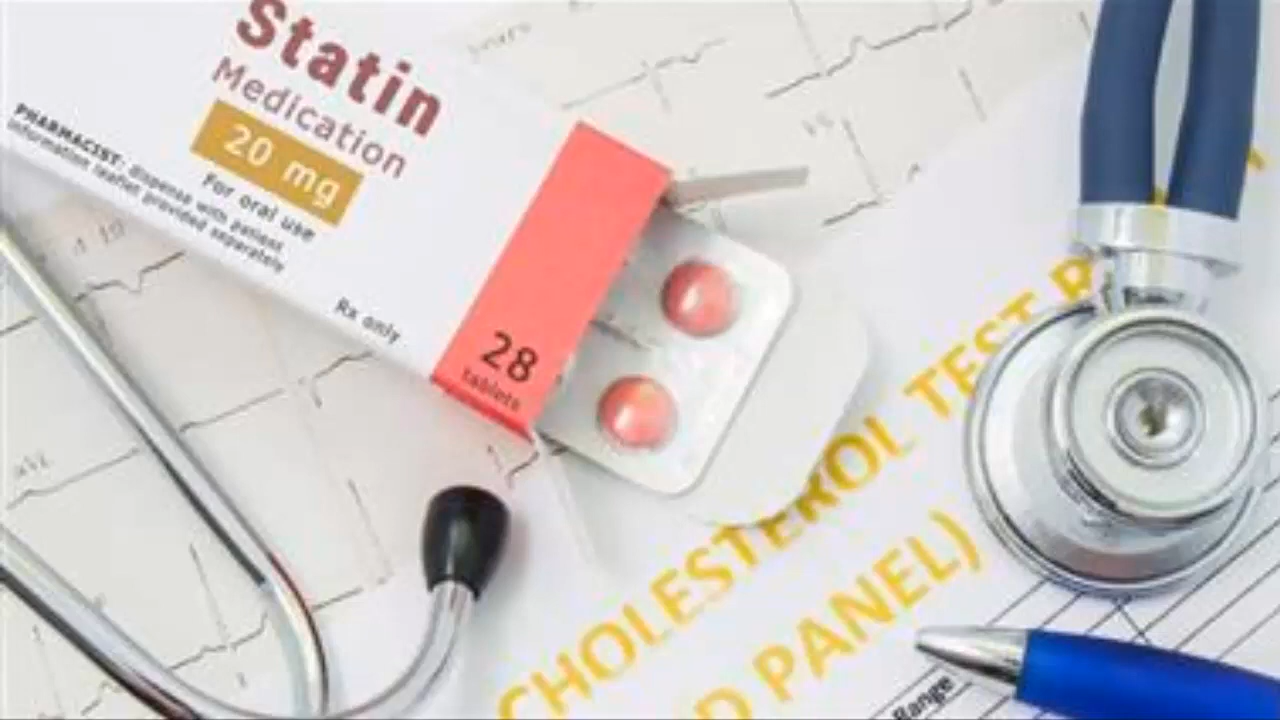 Statin
Medication
20 mg
For oral use
PHARMACIST: dispense with patient
information leaflet provided separately
Rx only
28
tablets
CHOLESTEROL TEST R
D PANEL)
Range